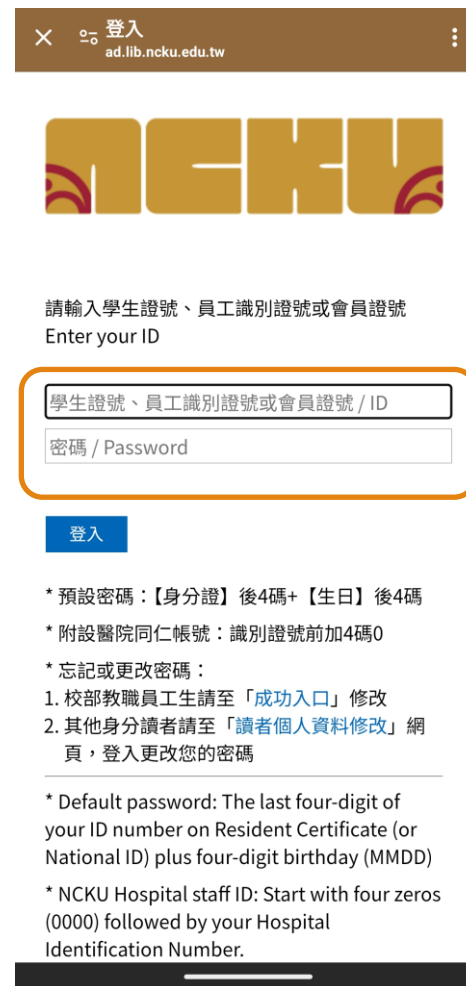 登入
ad.lib.ncku.edu.tw
NCKU
請輸入學生證號、員工識別證號或會員證號
Enter your ID
學生證號、員工識別證號或會員證號 / ID
密碼 / Password
登入
* 預設密碼：【身分證】後4碼+【生日】後4碼
* 附設醫院同仁帳號：識別證號前加4碼0
* 忘記或更改密碼：
1. 校部教職員工生請至「成功入口」修改
2. 其他身分讀者請至「讀者個人資料修改」網
頁，登入更改您的密碼
* Default password: The last four-digit of
your ID number on Resident Certificate (or
National ID) plus four-digit birthday (MMDD)
* NCKU Hospital staff ID: Start with four zeros
(0000) followed by your Hospital
Identification Number.